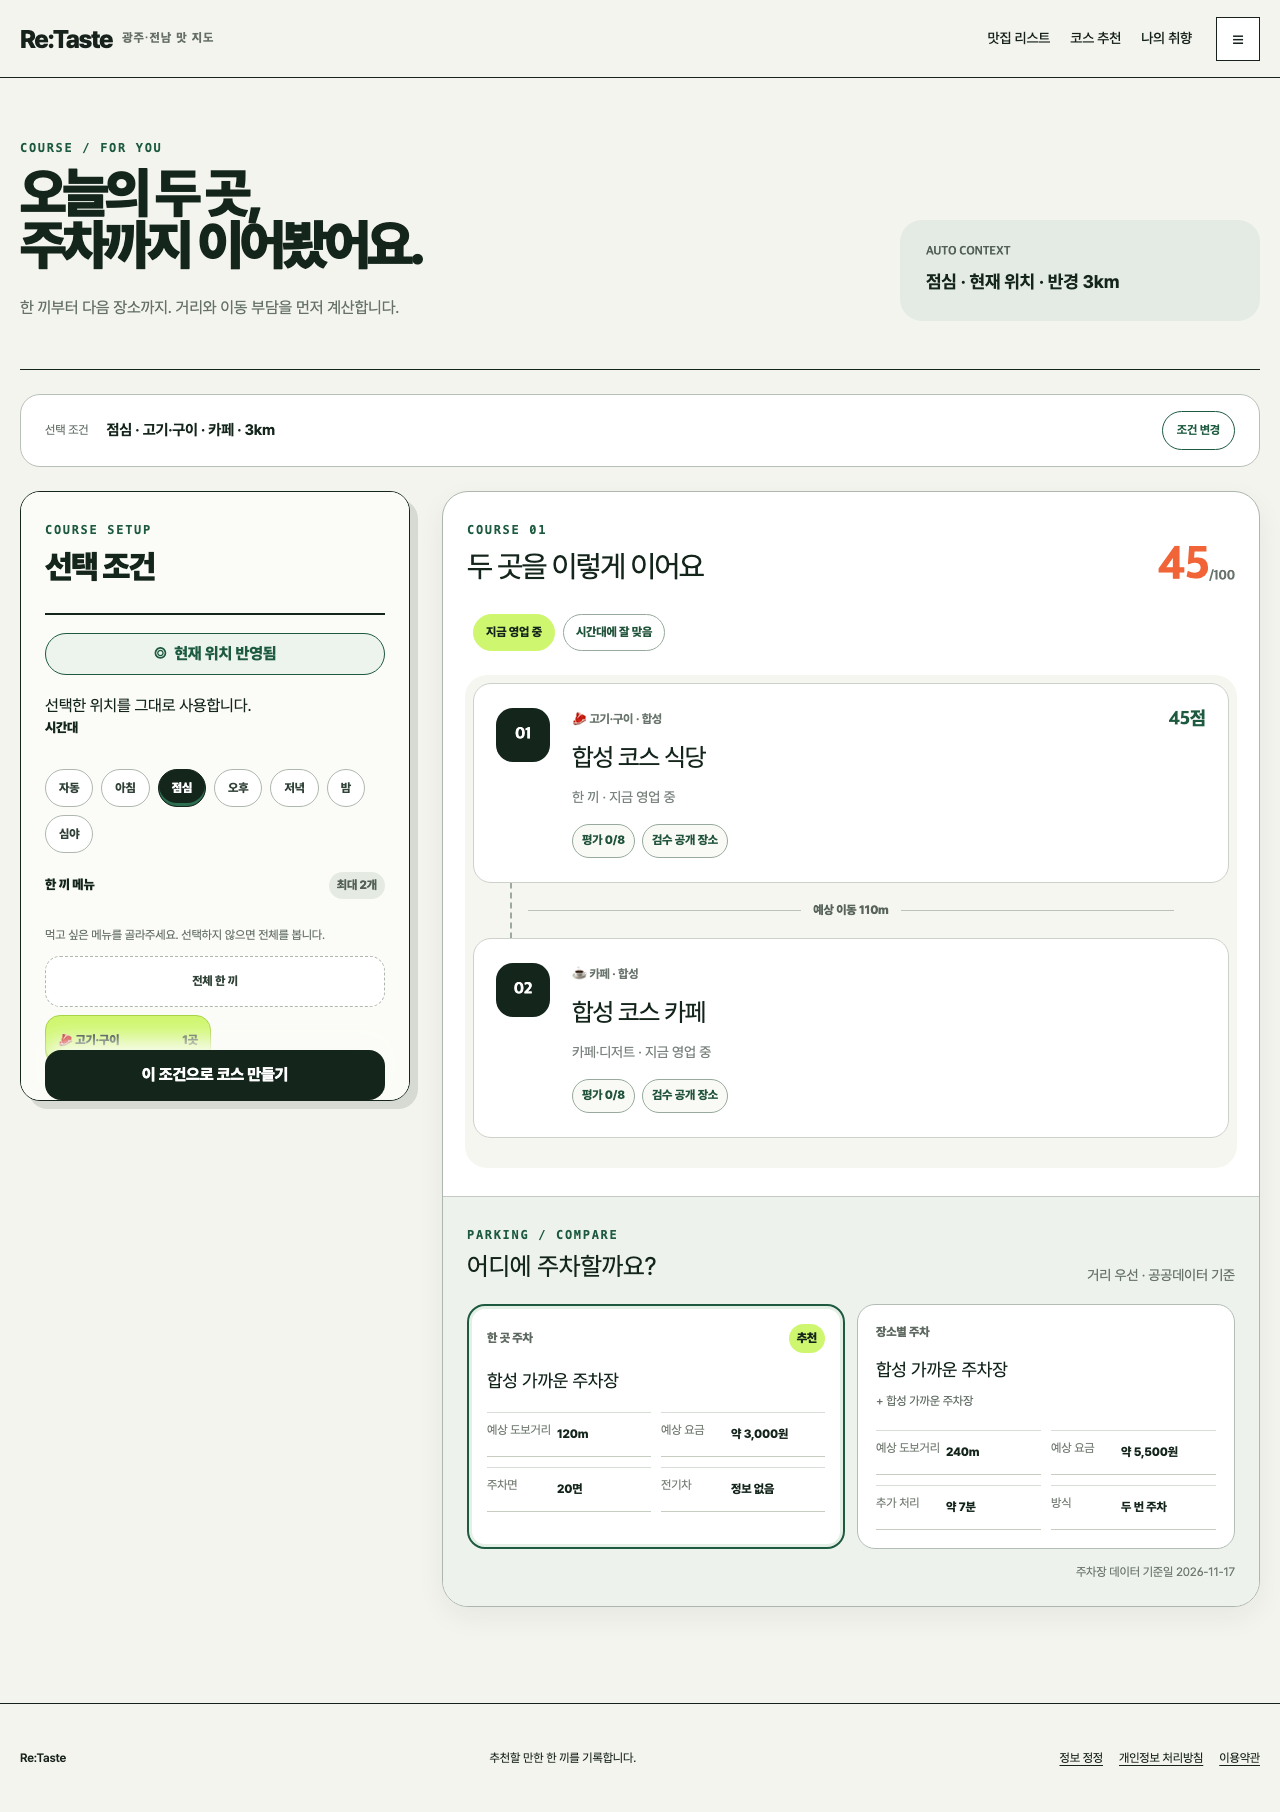 Re:Taste 광주·전남 맛 지도
맛집 리스트 코스 추천 나의 취향 ≡
COURSE / FOR YOU
오늘의 두 곳,
주차까지 이어봤어요.
한 끼부터 다음 장소까지. 거리와 이동 부담을 먼저 계산합니다.
AUTO CONTEXT
점심 · 현재 위치 · 반경 3km
선택 조건 점심 · 고기·구이 · 카페 · 3km
조건 변경
COURSE SETUP
선택 조건
◎ 현재 위치 반영됨
선택한 위치를 그대로 사용합니다.
시간대
자동 아침 점심 오후 저녁 밤
심야
한 끼 메뉴 최대 2개
먹고 싶은 메뉴를 골라주세요. 선택하지 않으면 전체를 봅니다.
전체 한 끼
🥩 고기·구이 1곳
이 조건으로 코스 만들기
COURSE 01
두 곳을 이렇게 이어요
45/100
지금 영업 중 시간대에 잘 맞음
01
🥩 고기·구이 · 합성
45점
합성 코스 식당
한 끼 · 지금 영업 중
평가 0/8 검수 공개 장소
예상 이동 110m
02
☕ 카페 · 합성
합성 코스 카페
카페·디저트 · 지금 영업 중
평가 0/8 검수 공개 장소
PARKING / COMPARE
어디에 주차할까요?
거리 우선 · 공공데이터 기준
한 곳 주차 추천
합성 가까운 주차장
예상 도보거리 120m 예상 요금 약 3,000원
주차면 20면 전기차 정보 없음
장소별 주차
합성 가까운 주차장
+ 합성 가까운 주차장
예상 도보거리 240m 예상 요금 약 5,500원
추가 처리 약 7분 방식 두 번 주차
주차장 데이터 기준일 2026-11-17
Re:Taste
추천할 만한 한 끼를 기록합니다.
정보 정정 개인정보 처리방침 이용약관